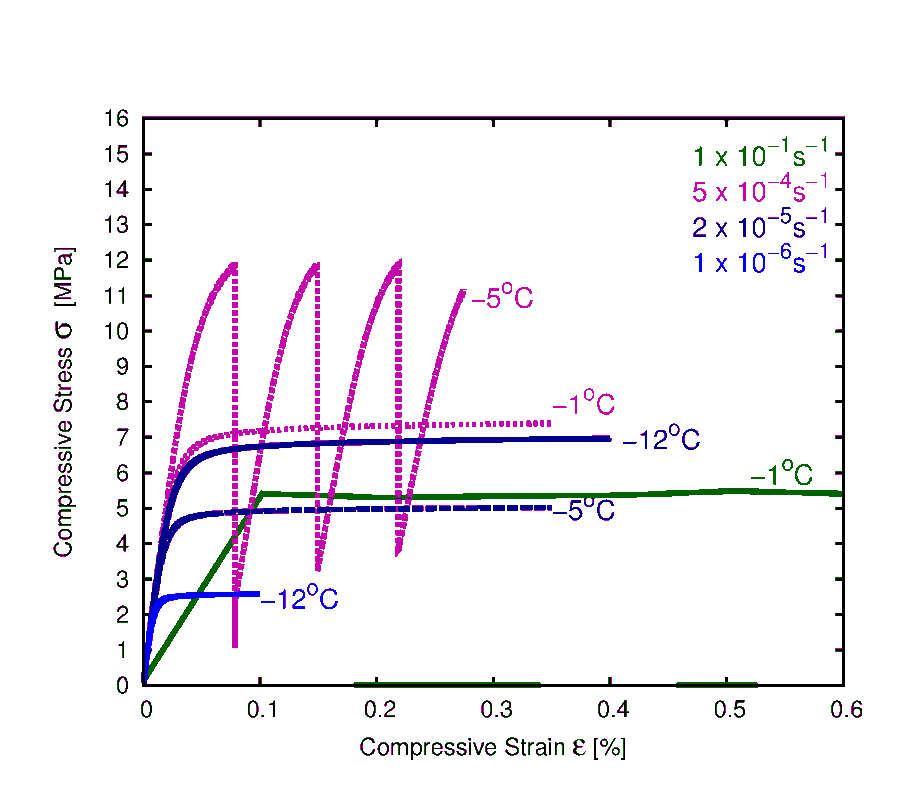 16
15
14
13
12
11
10
9
8
7
6
5
4
3
2
1
0
Compressive Stress σ [MPa]
1 x 10⁻¹s⁻¹
5 x 10⁻⁴s⁻¹
2 x 10⁻⁵s⁻¹
1 x 10⁻⁶s⁻¹
−5°C
−1°C
−12°C
−1°C
−5°C
−12°C
0 0.1 0.2 0.3 0.4 0.5 0.6
Compressive Strain ε [%]